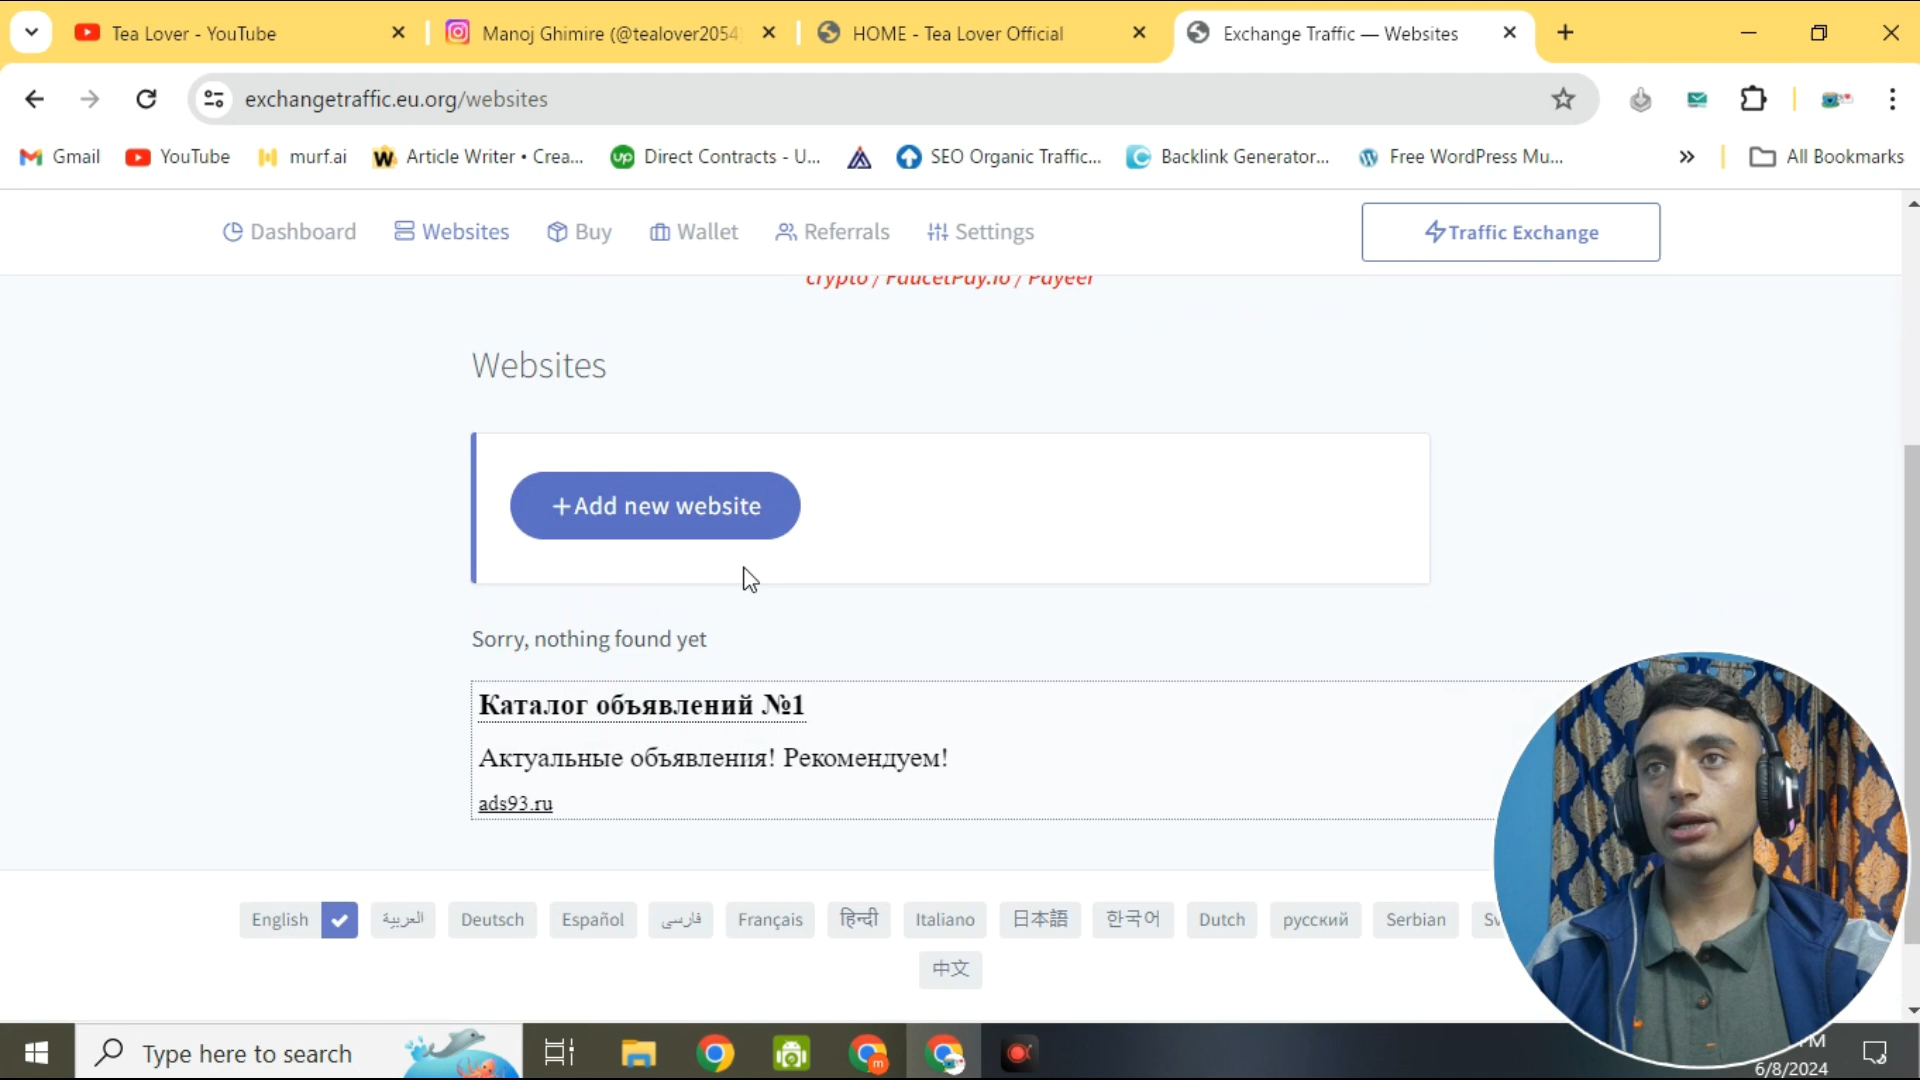 Tea Lover - YouTube
Manoj Ghimire (@tealover2054
HOME - Tea Lover Official
Exchange Traffic — Websites
exchangetraffic.eu.org/websites
Gmail
YouTube
murf.ai
Article Writer • Crea...
Direct Contracts - U...
SEO Organic Traffic...
Backlink Generator...
Free WordPress Mu...
All Bookmarks
Dashboard
Websites
Buy
Wallet
Referrals
Settings
Traffic Exchange
crypto / FaucetPay.io / Payeer
Websites
+Add new website
Sorry, nothing found yet
Каталог объявлений №1
Актуальные объявления! Рекомендуем!
ads93.ru
English
العربية
Deutsch
Español
فارسی
Français
हिन्दी
Italiano
日本語
한국어
Dutch
русский
Serbian
中文
Type here to search
6/8/2024